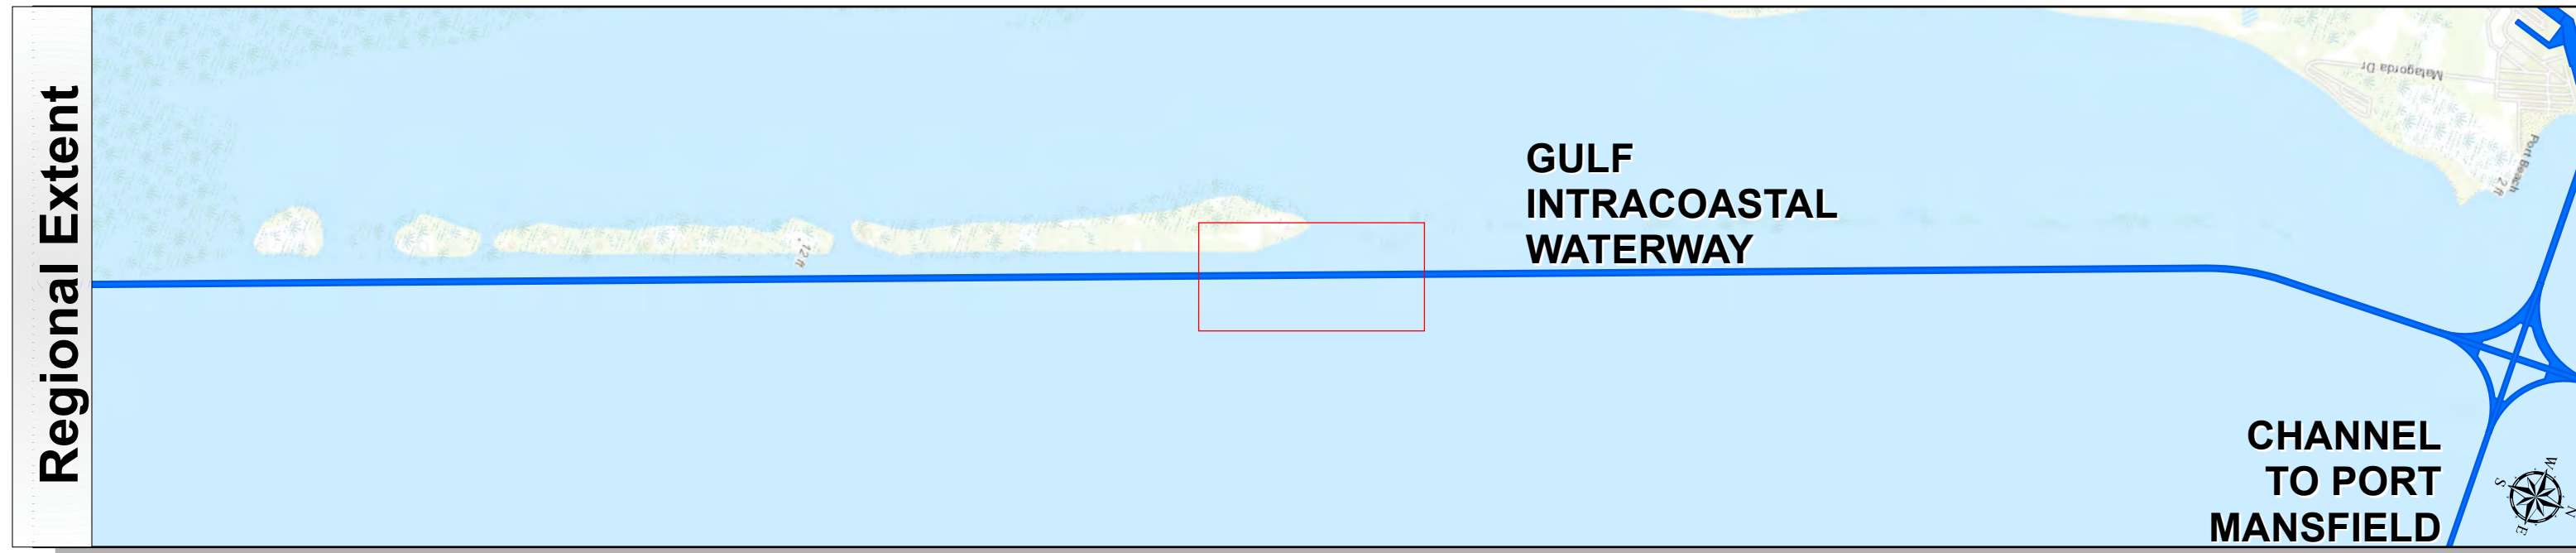 Regional Extent
Matagorda Dr
Port Beach
2 ft
12 ft
GULF
INTRACOASTAL
WATERWAY
CHANNEL
TO PORT
MANSFIELD
W
S
N
E